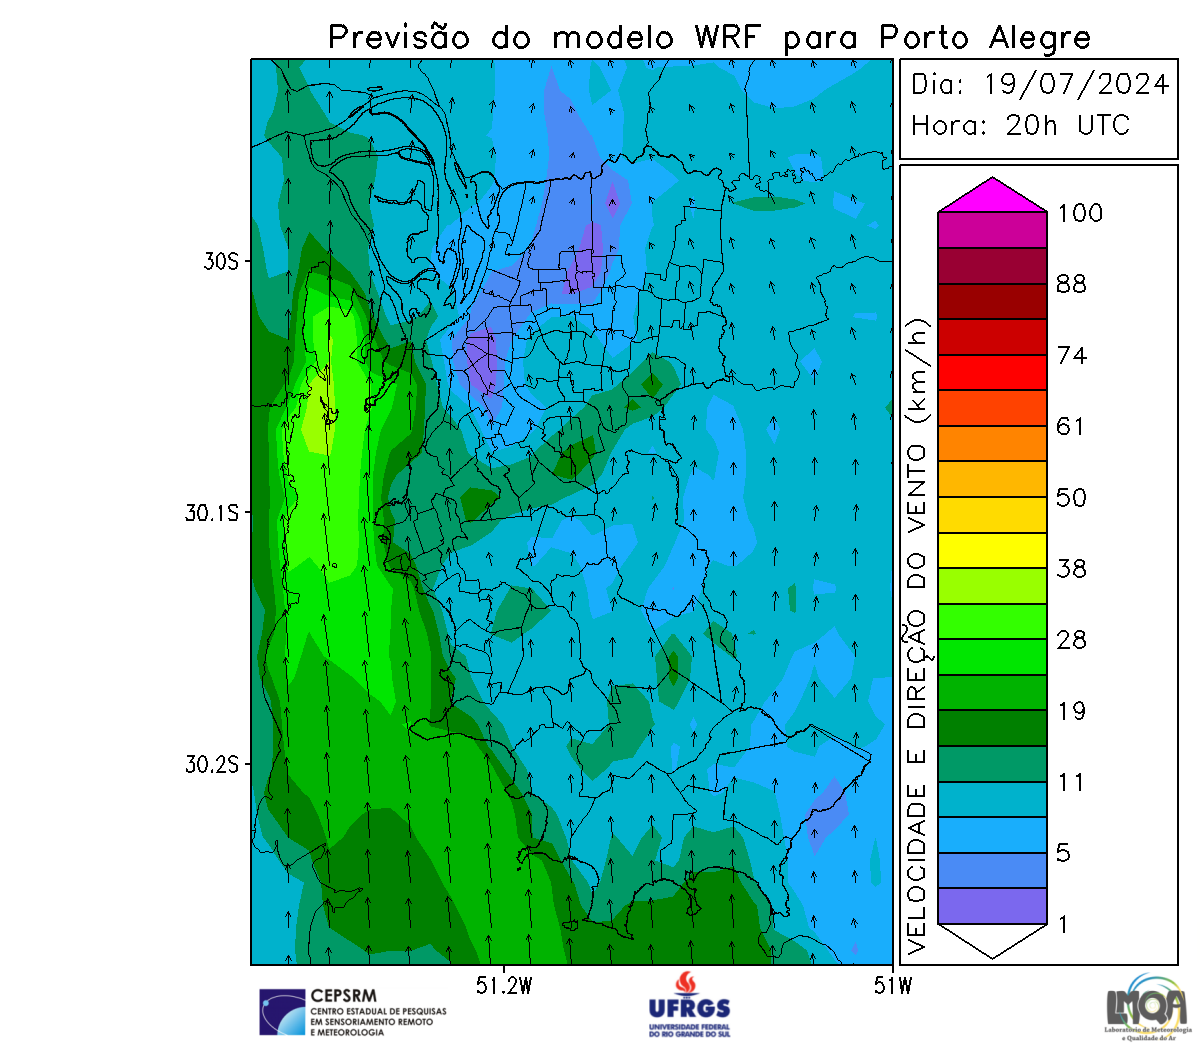 Previsão do modelo WRF para Porto Alegre
Dia: 19/07/2024
Hora: 20h UTC
30S
30.1S
30.2S
51.2W
51W
VELOCIDADE E DIREÇÃO DO VENTO (km/h)
100
88
74
61
50
38
28
19
11
5
1
CEPSRM
CENTRO ESTADUAL DE PESQUISAS
EM SENSORIAMENTO REMOTO
E METEOROLOGIA
UFRGS
UNIVERSIDADE FEDERAL
DO RIO GRANDE DO SUL
LMQA
Laboratório de Meteorologia
e Qualidade do Ar